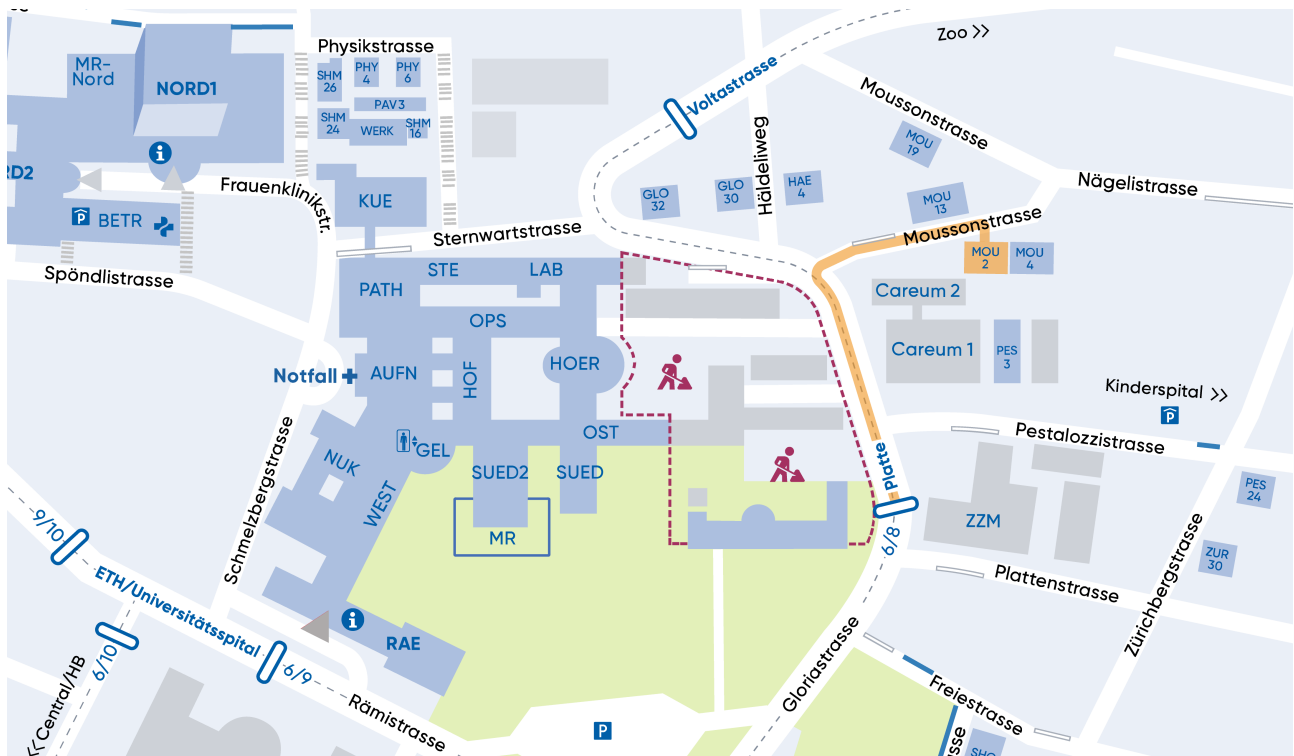 Zoo >>
Physikstrasse
MR-
Nord
NORD1
SHM
26
PHY
4
PHY
6
PAV3
SHM
24
WERK
SHM
16
Voltastrasse
Moussonstrasse
MOU
19
Häldeliweg
RD2
i
Frauenklinikstr.
KUE
GLO
32
GLO
30
HAE
4
MOU
13
Nägelistrasse
P
BETR
Sternwartstrasse
Moussonstrasse
MOU
2
MOU
4
Spöndlistrasse
STE
LAB
PATH
Careum 2
OPS
Careum 1
PES
3
Notfall
AUFN
HOF
HOER
Kinderspital >>
P
OST
Pestalozzistrasse
GEL
NUK
SUED2
SUED
Platte
PES
24
WEST
MR
ZZM
6/8
9/10
Schmelzbergstrasse
ZUR
30
ETH/Universitätsspital
Plattenstrasse
Zürichbergstrasse
i
RAE
6/10
6/9
Gloriastrasse
<<Central/HB
Rämistrasse
P
Freiestrasse
sse
SHO